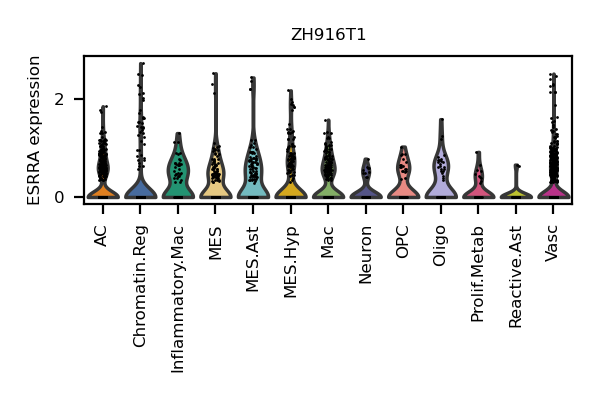 ZH916T1
ESRRA expression
2
0
AC
Chromatin.Reg
Inflammatory.Mac
MES
MES.Ast
MES.Hyp
Mac
Neuron
OPC
Oligo
Prolif.Metab
Reactive.Ast
Vasc